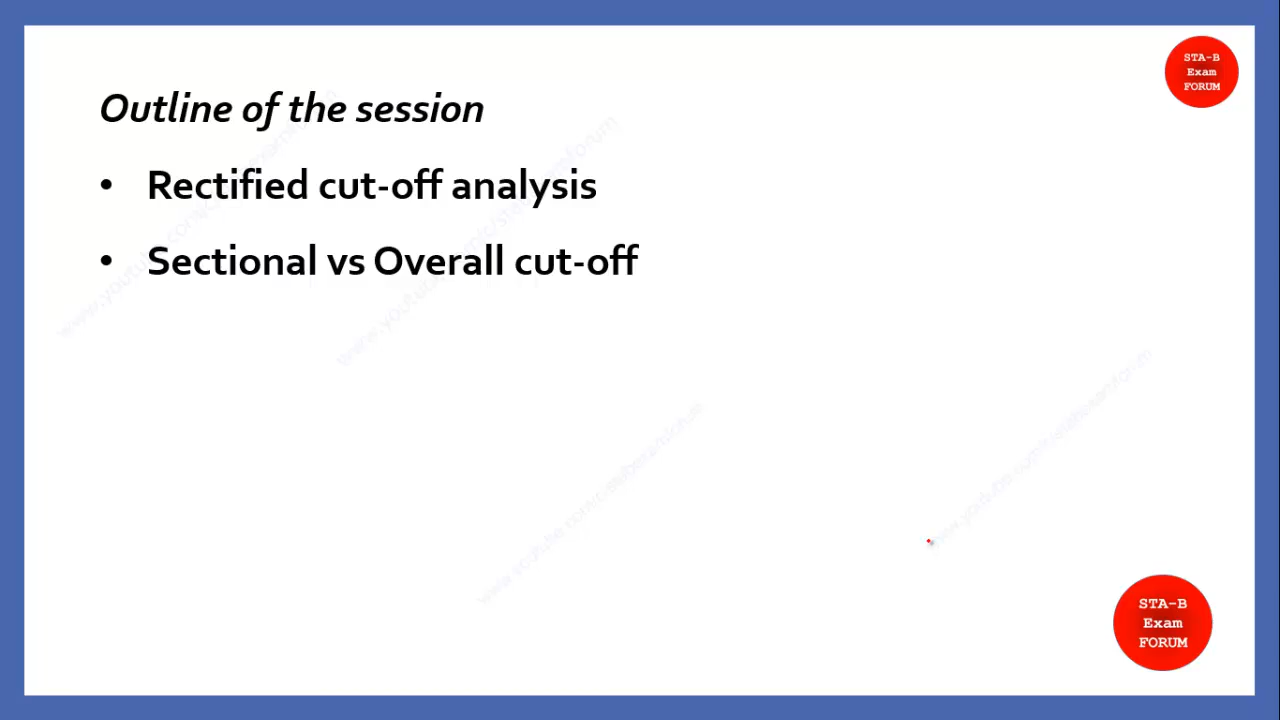 STA-B
Exam
FORUM
Outline of the session
• Rectified cut-off analysis
• Sectional vs Overall cut-off
STA-B
Exam
FORUM